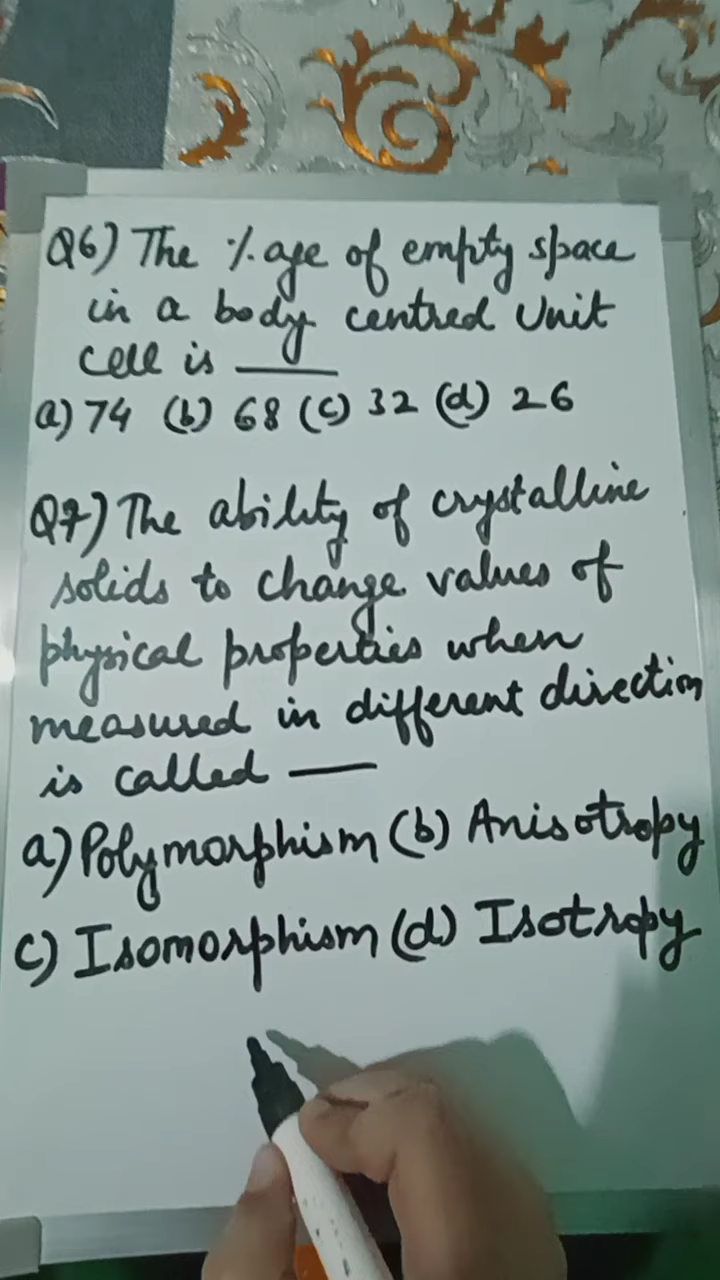 Q6) The %age of empty space
in a body centred Unit
cell is ____
a) 74 (b) 68 (c) 32 (d) 26
Q7) The ability of crystalline
solids to change values of
physical properties when
measured in different direction
is called ——
a) Polymorphism (b) Anisotropy
c) Isomorphism (d) Isotropy